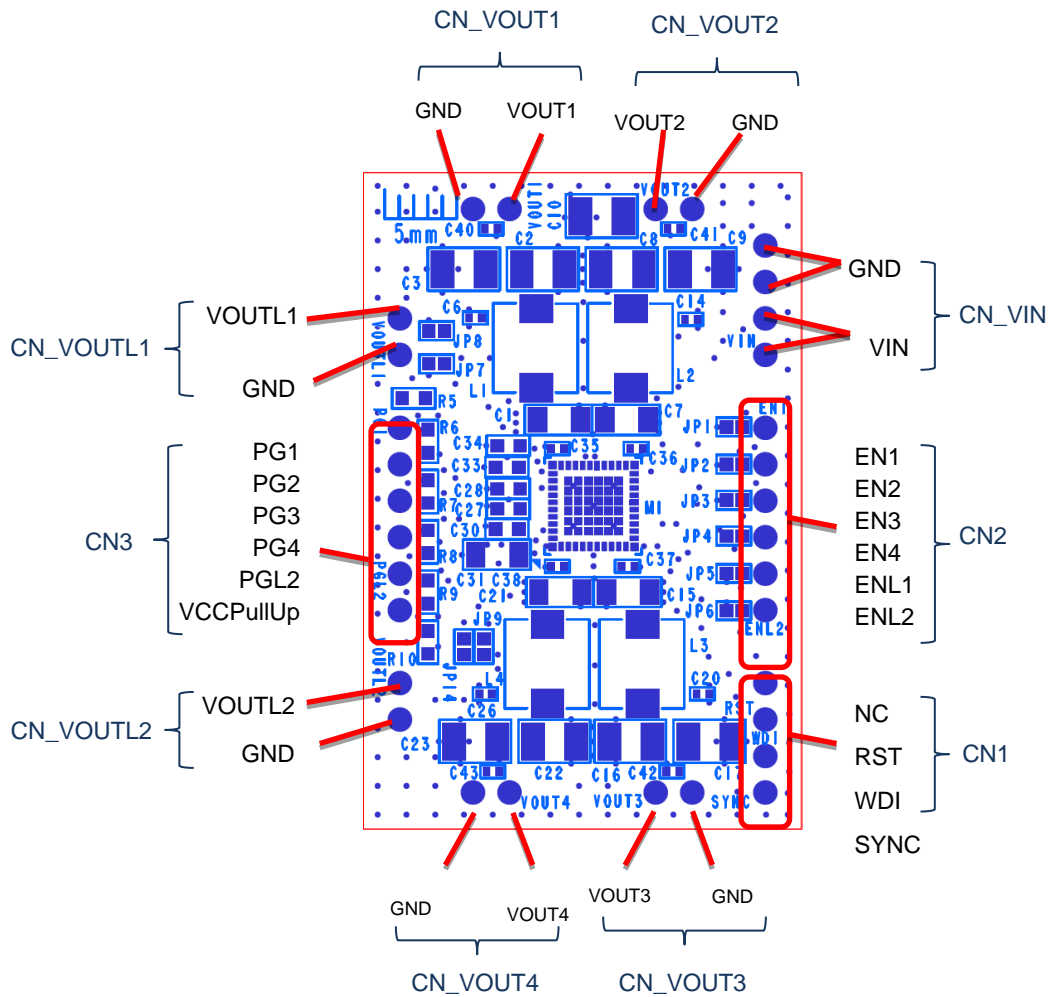 CN_VOUT1
CN_VOUT2
GND
VOUT1
VOUT2
GND
5mm
C40
VOUT1
C10
VOUT2
C41
C9
C3
C2
C8
GND
VIN
CN_VIN
VIN
VOUTL1
GND
CN_VOUTL1
VOUTL1
C6
JP8
JP7
L1
L2
C14
R5
PG1
R6
C1
C7
C34
C35
C36
C33
C28
C27
C30
C31
C38
M1
C37
R7
R8
R9
R10
PGL2
JP1
JP2
JP3
JP4
JP5
JP6
EN1
ENL2
PG1
PG2
PG3
PG4
PGL2
VCCPullUp
CN3
EN1
EN2
EN3
EN4
ENL1
ENL2
CN2
C21
C15
JP9
JP14
L4
L3
C20
VOUTL2
GND
CN_VOUTL2
C26
C23
C43
C22
C16
C42
C17
RST
WDI
SYNC
VOUT4
VOUT3
NC
RST
WDI
SYNC
CN1
GND
VOUT4
VOUT3
GND
CN_VOUT4
CN_VOUT3